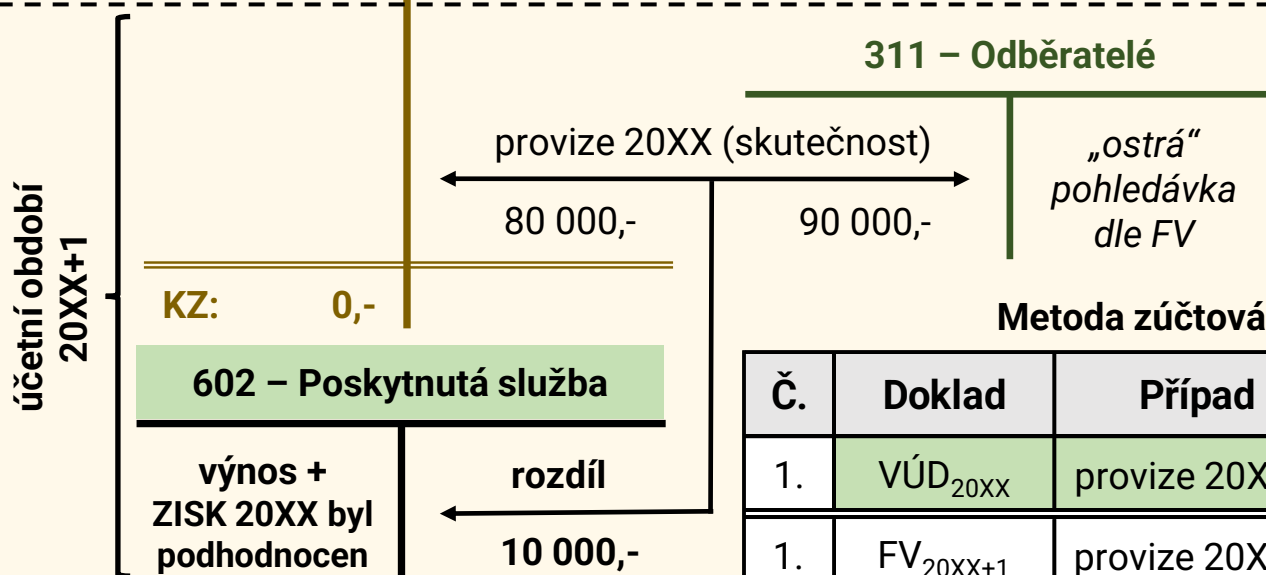 311 – Odběratelé
účetní období
20XX+1
provize 20XX (skutečnost)
80 000,-
90 000,-
„ostrá“
pohledávka
dle FV
KZ: 0,-
602 – Poskytnutá služba
výnos +
ZISK 20XX byl
podhodnocen
rozdíl
10 000,-
Metoda zúčtová
Č. Doklad Případ
1. VÚD20XX provize 20X
1. FV20XX+1 provize 20X